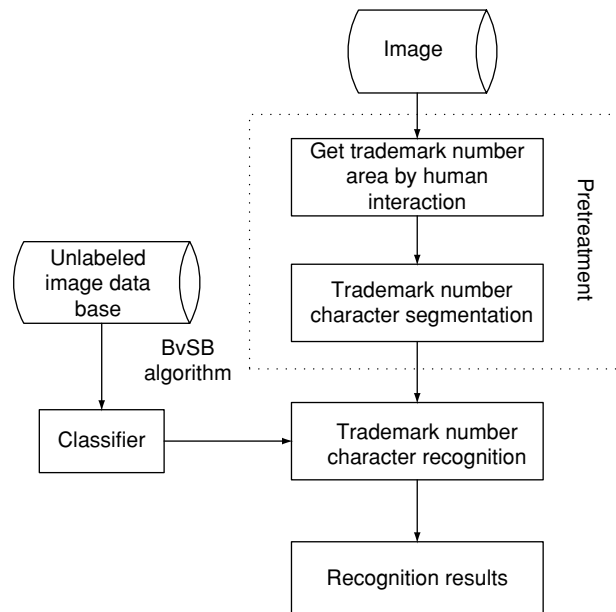 Image
Get trademark number
area by human
interaction
Pretreatment
Unlabeled
image data
base
Trademark number
character segmentation
BvSB
algorithm
Classifier
Trademark number
character recognition
Recognition results